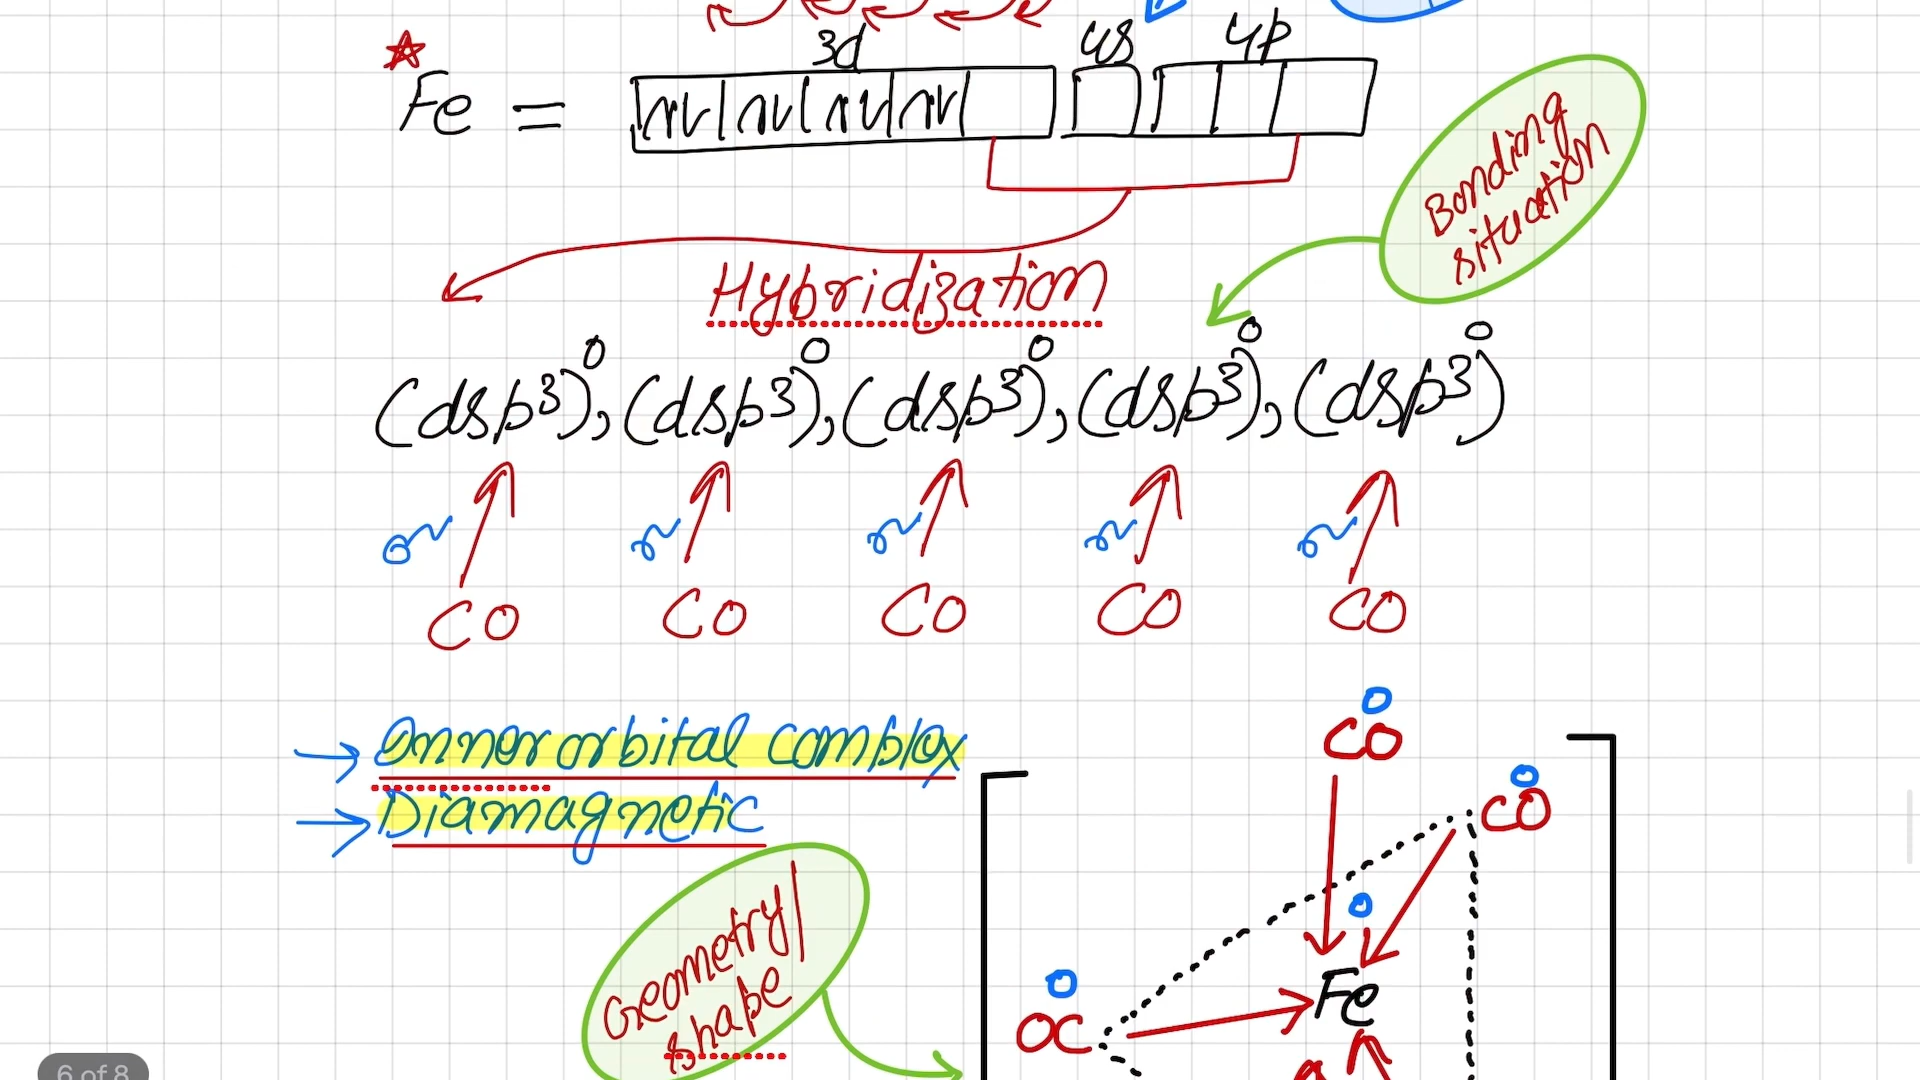 3d 4s 4p
Fe =
Bonding
situation
Hybridization
(dsp³)⁰, (dsp³)⁰, (dsp³)⁰, (dsp³)⁰, (dsp³)⁰
CO CO CO CO CO
→ Inner orbital complex
→ Diamagnetic
Geometry/
shape
CO
CO
Fe
OC
6 of 8